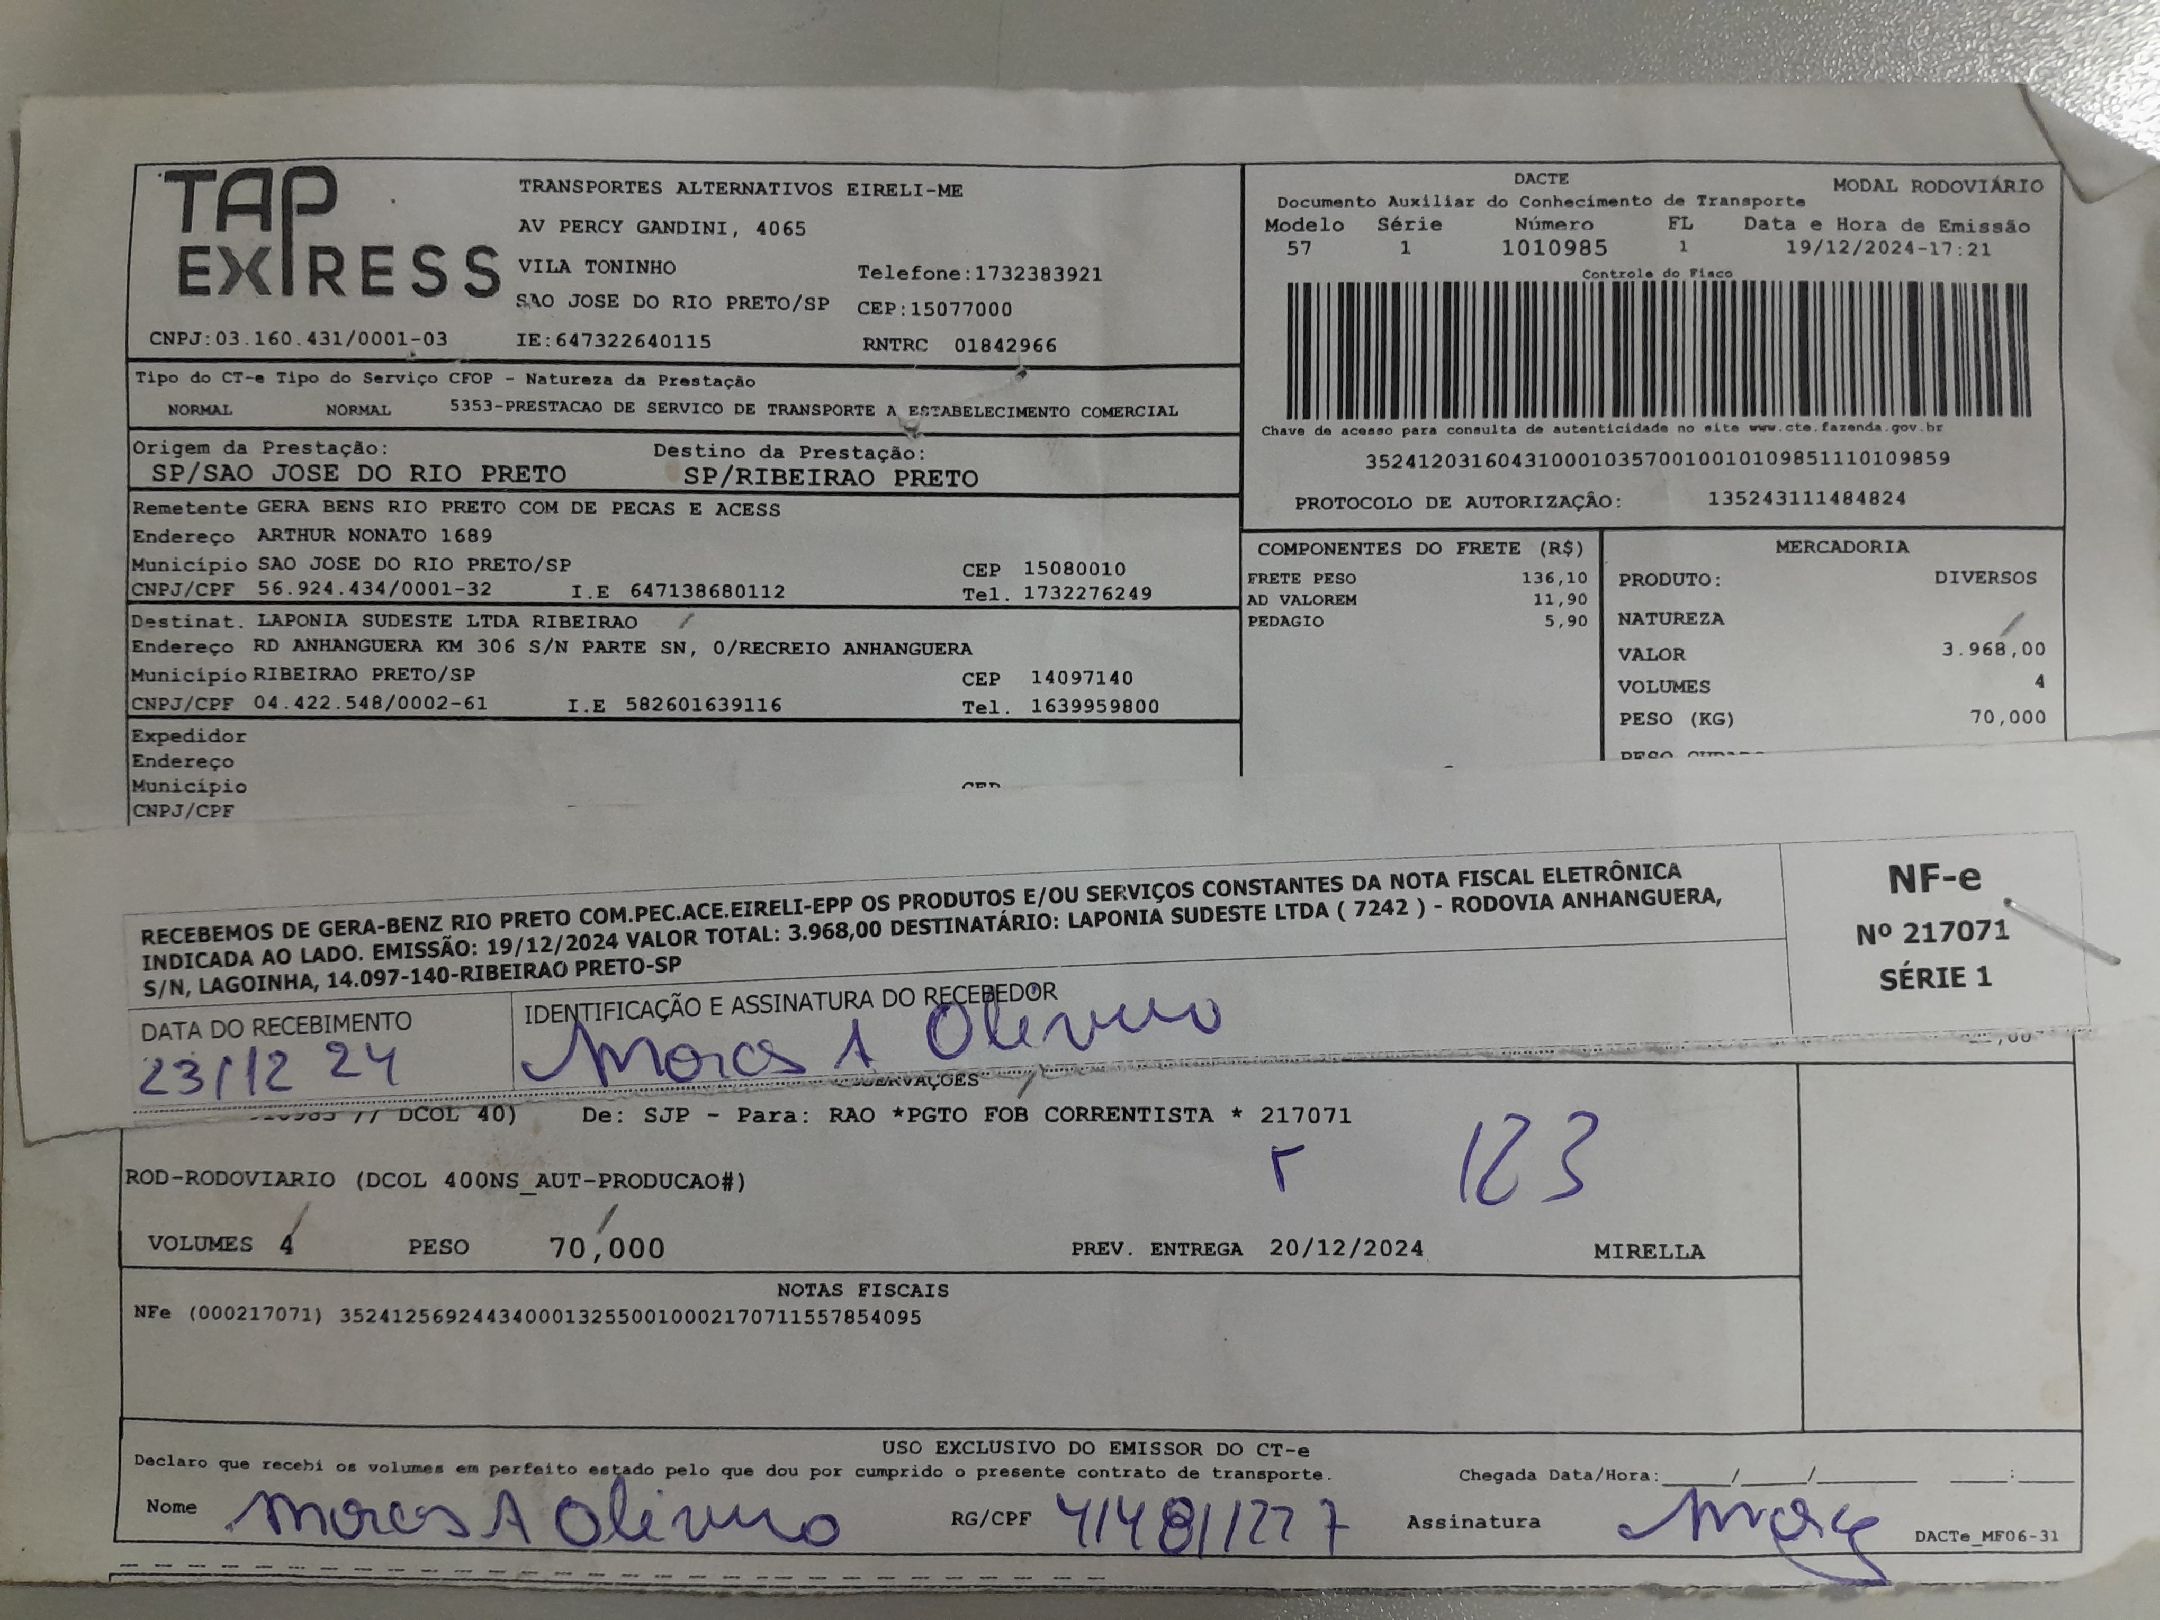 TAP EXPRESS
TRANSPORTES ALTERNATIVOS EIRELI-ME
AV PERCY GANDINI, 4065
VILA TONINHO Telefone:1732383921
SAO JOSE DO RIO PRETO/SP CEP:15077000
CNPJ:03.160.431/0001-03 IE:647322640115 RNTRC 01842966
DACTE MODAL RODOVIÁRIO
Documento Auxiliar do Conhecimento de Transporte
Modelo Série Número FL Data e Hora de Emissão
57 1 1010985 1 19/12/2024-17:21
Controle do Fisco
Chave de acesso para consulta de autenticidade no site www.cte.fazenda.gov.br
35241203160431000103570010010109851110109859
PROTOCOLO DE AUTORIZAÇÂO: 135243111484824
Tipo do CT-e Tipo do Serviço CFOP - Natureza da Prestação
NORMAL NORMAL 5353-PRESTACAO DE SERVICO DE TRANSPORTE A ESTABELECIMENTO COMERCIAL
Origem da Prestação: Destino da Prestação:
SP/SAO JOSE DO RIO PRETO SP/RIBEIRAO PRETO
Remetente GERA BENS RIO PRETO COM DE PECAS E ACESS
Endereço ARTHUR NONATO 1689
Município SAO JOSE DO RIO PRETO/SP CEP 15080010
CNPJ/CPF 56.924.434/0001-32 I.E 647138680112 Tel. 1732276249
Destinat. LAPONIA SUDESTE LTDA RIBEIRAO
Endereço RD ANHANGUERA KM 306 S/N PARTE SN, 0/RECREIO ANHANGUERA
Município RIBEIRAO PRETO/SP CEP 14097140
CNPJ/CPF 04.422.548/0002-61 I.E 582601639116 Tel. 1639959800
Expedidor
Endereço
Município CEP
CNPJ/CPF
COMPONENTES DO FRETE (R$)
FRETE PESO 136,10
AD VALOREM 11,90
PEDAGIO 5,90
MERCADORIA
PRODUTO: DIVERSOS
NATUREZA
VALOR 3.968,00
VOLUMES 4
PESO (KG) 70,000
RECEBEMOS DE GERA-BENZ RIO PRETO COM.PEC.ACE.EIRELI-EPP OS PRODUTOS E/OU SERVIÇOS CONSTANTES DA NOTA FISCAL ELETRÔNICA
INDICADA AO LADO. EMISSÃO: 19/12/2024 VALOR TOTAL: 3.968,00 DESTINATÁRIO: LAPONIA SUDESTE LTDA ( 7242 ) - RODOVIA ANHANGUERA,
S/N, LAGOINHA, 14.097-140-RIBEIRAO PRETO-SP
NF-e
Nº 217071
SÉRIE 1
DATA DO RECEBIMENTO IDENTIFICAÇÃO E ASSINATURA DO RECEBEDOR
23/12 24 A
DCOL 40) De: SJP - Para: RAO *PGTO FOB CORRENTISTA * 217071
ROD-RODOVIARIO (DCOL 400NS_AUT-PRODUCAO#)
VOLUMES 4 PESO 70,000 PREV. ENTREGA 20/12/2024 MIRELLA
NOTAS FISCAIS
NFe (000217071) 35241256924434000132550010002170711557854095
USO EXCLUSIVO DO EMISSOR DO CT-e
Declaro que recebi os volumes em perfeito estado pelo que dou por cumprido o presente contrato de transporte. Chegada Data/Hora:____/____/______ ___:____
Nome A RG/CPF Assinatura
DACTe_MF06-31